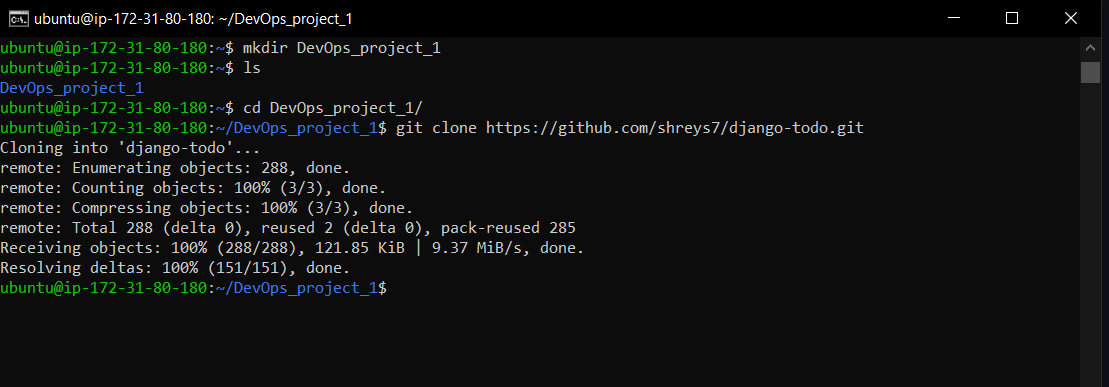 ubuntu@ip-172-31-80-180: ~/DevOps_project_1
ubuntu@ip-172-31-80-180:~$ mkdir DevOps_project_1
ubuntu@ip-172-31-80-180:~$ ls
DevOps_project_1
ubuntu@ip-172-31-80-180:~$ cd DevOps_project_1/
ubuntu@ip-172-31-80-180:~/DevOps_project_1$ git clone https://github.com/shreys7/django-todo.git
Cloning into 'django-todo'...
remote: Enumerating objects: 288, done.
remote: Counting objects: 100% (3/3), done.
remote: Compressing objects: 100% (3/3), done.
remote: Total 288 (delta 0), reused 2 (delta 0), pack-reused 285
Receiving objects: 100% (288/288), 121.85 KiB | 9.37 MiB/s, done.
Resolving deltas: 100% (151/151), done.
ubuntu@ip-172-31-80-180:~/DevOps_project_1$